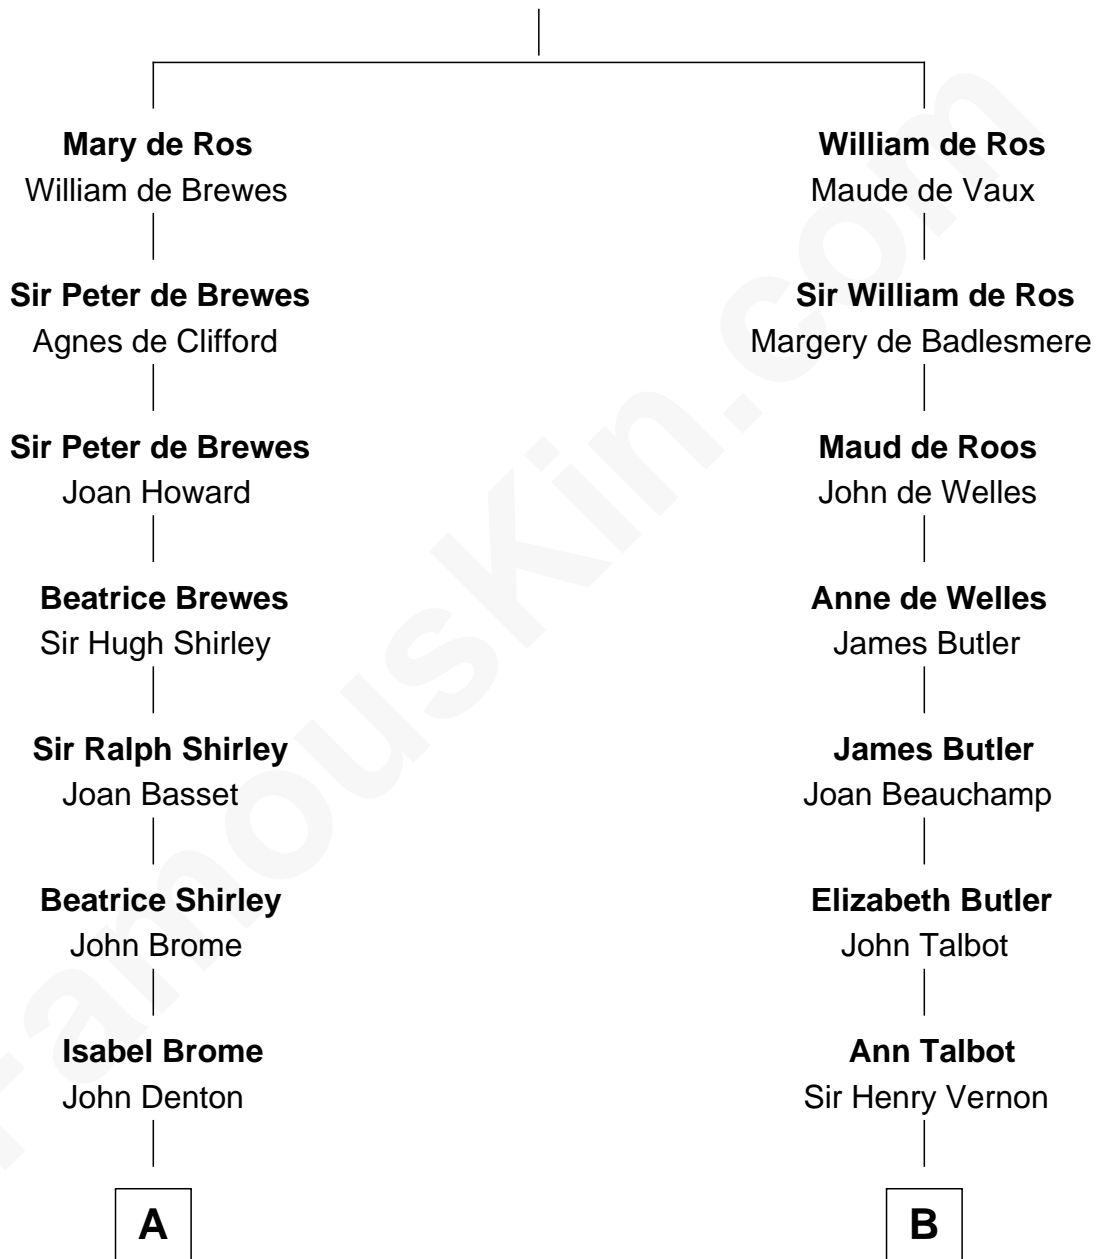 Mary de Ros
William de Brewes
Sir Peter de Brewes
Agnes de Clifford
Sir Peter de Brewes
Joan Howard
Beatrice Brewes
Sir Hugh Shirley
Sir Ralph Shirley
Joan Basset
Beatrice Shirley
John Brome
Isabel Brome
John Denton
A
William de Ros
Maude de Vaux
Sir William de Ros
Margery de Badlesmere
Maud de Roos
John de Welles
Anne de Welles
James Butler
James Butler
Joan Beauchamp
Elizabeth Butler
John Talbot
Ann Talbot
Sir Henry Vernon
B
FamousKin.com